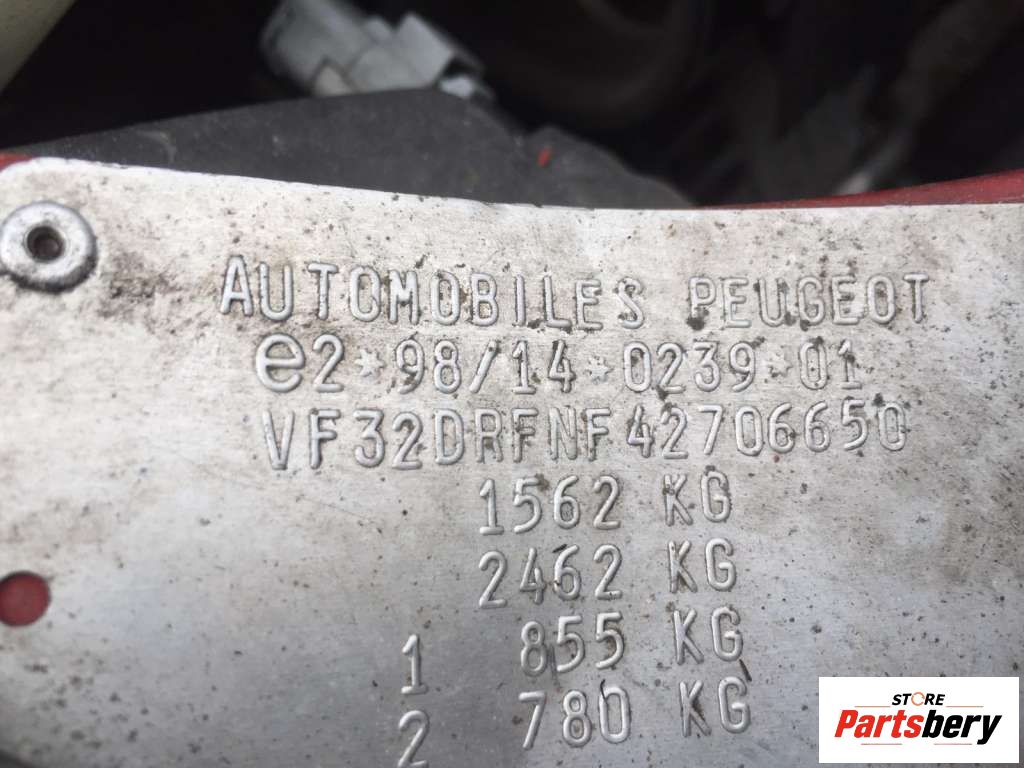 AUTOMOBILES PEUGEOT
e2*98/14*0239*01
VF32DRFNF42706650
1562 KG
2462 KG
1 855 KG
2 780 KG
STORE
Partsbery